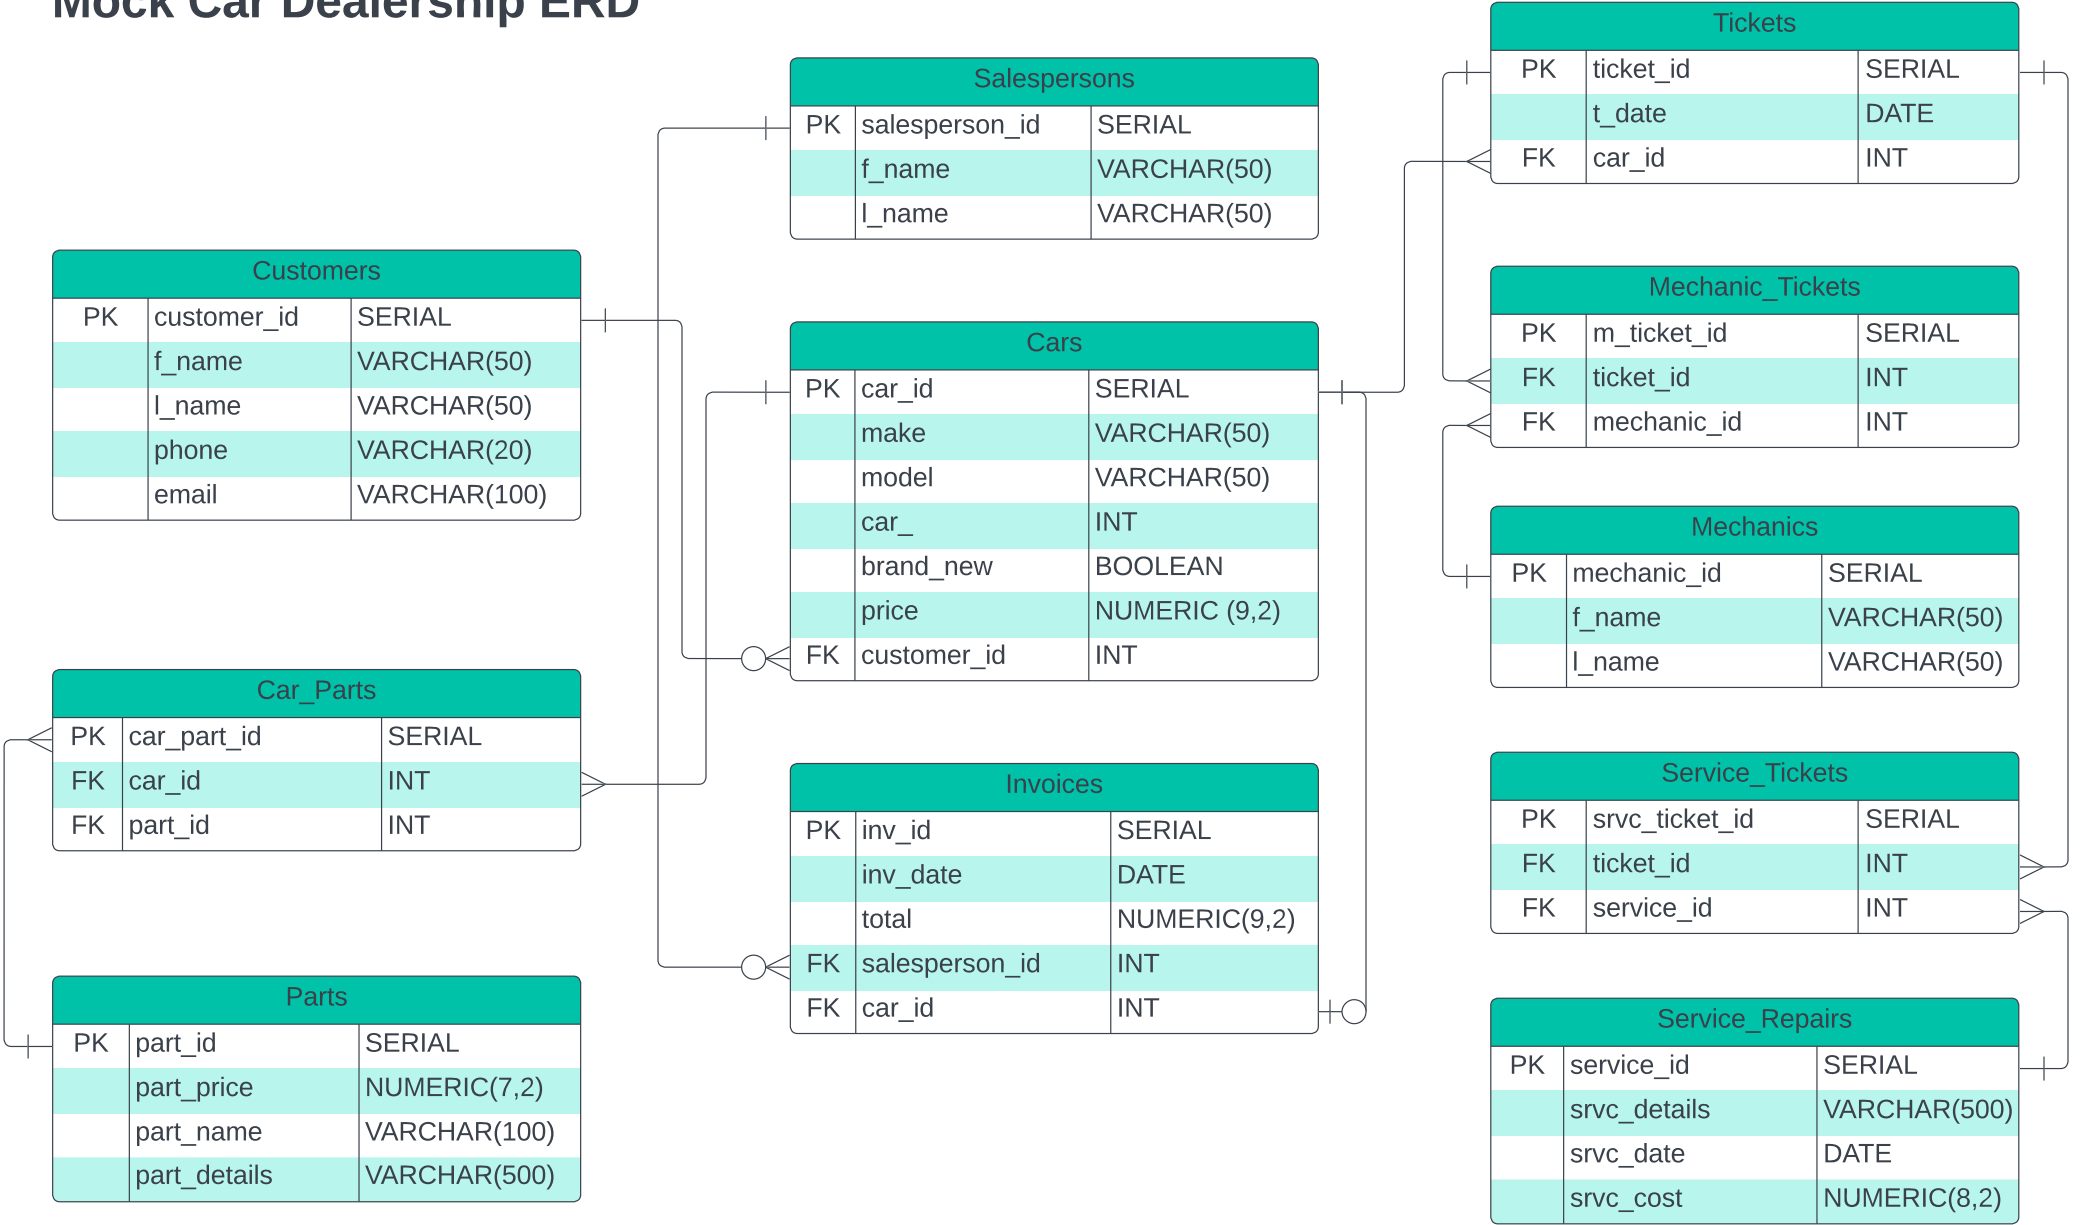 Mock Car Dealership ERD
Salespersons
PK salesperson_id SERIAL
f_name VARCHAR(50)
l_name VARCHAR(50)
Customers
PK customer_id SERIAL
f_name VARCHAR(50)
l_name VARCHAR(50)
phone VARCHAR(20)
email VARCHAR(100)
Cars
PK car_id SERIAL
make VARCHAR(50)
model VARCHAR(50)
car_ INT
brand_new BOOLEAN
price NUMERIC (9,2)
FK customer_id INT
Car_Parts
PK car_part_id SERIAL
FK car_id INT
FK part_id INT
Invoices
PK inv_id SERIAL
inv_date DATE
total NUMERIC(9,2)
FK salesperson_id INT
FK car_id INT
Parts
PK part_id SERIAL
part_price NUMERIC(7,2)
part_name VARCHAR(100)
part_details VARCHAR(500)
Tickets
PK ticket_id SERIAL
t_date DATE
FK car_id INT
Mechanic_Tickets
PK m_ticket_id SERIAL
FK ticket_id INT
FK mechanic_id INT
Mechanics
PK mechanic_id SERIAL
f_name VARCHAR(50)
l_name VARCHAR(50)
Service_Tickets
PK srvc_ticket_id SERIAL
FK ticket_id INT
FK service_id INT
Service_Repairs
PK service_id SERIAL
srvc_details VARCHAR(500)
srvc_date DATE
srvc_cost NUMERIC(8,2)